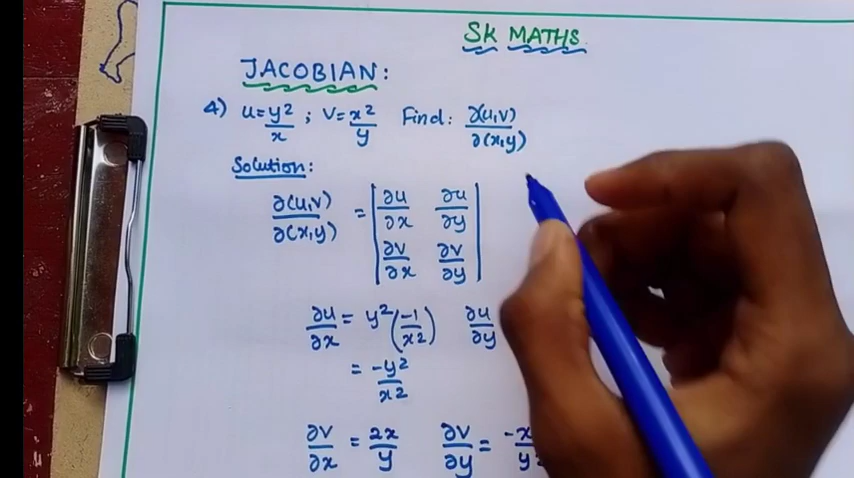 SK MATHS.
JACOBIAN:
4) u=y²/x ; v=x²/y Find: ∂(u,v)/∂(x,y)
Solution:
∂(u,v)/∂(x,y) = | ∂u/∂x ∂u/∂y |
| ∂v/∂x ∂v/∂y |
∂u/∂x = y²(-1/x²) ∂u/∂y
= -y²/x²
∂v/∂x = 2x/y ∂v/∂y =